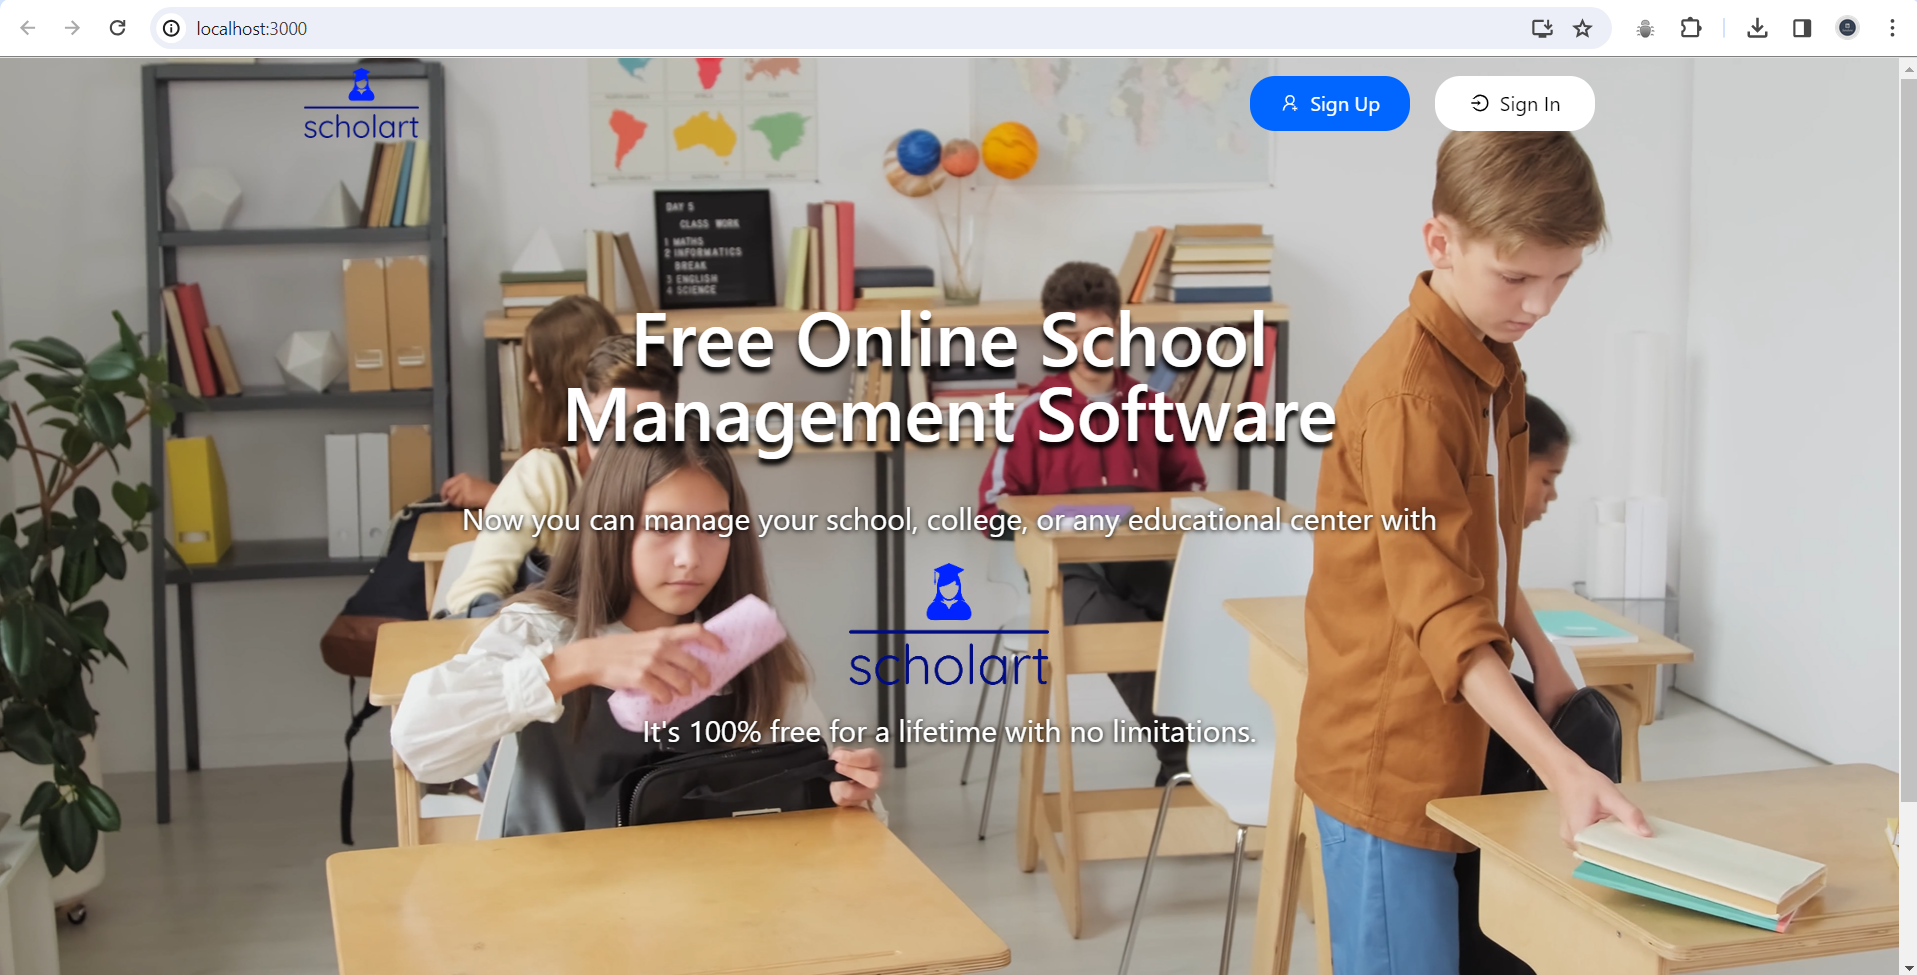 localhost:3000
scholart
Sign Up
Sign In
DAY 5
CLASS WORK
1 MATHS
2 INFORMATICS
BREAK
3 ENGLISH
4 SCIENCE
Free Online School
Management Software
Now you can manage your school, college, or any educational center with
scholart
It's 100% free for a lifetime with no limitations.